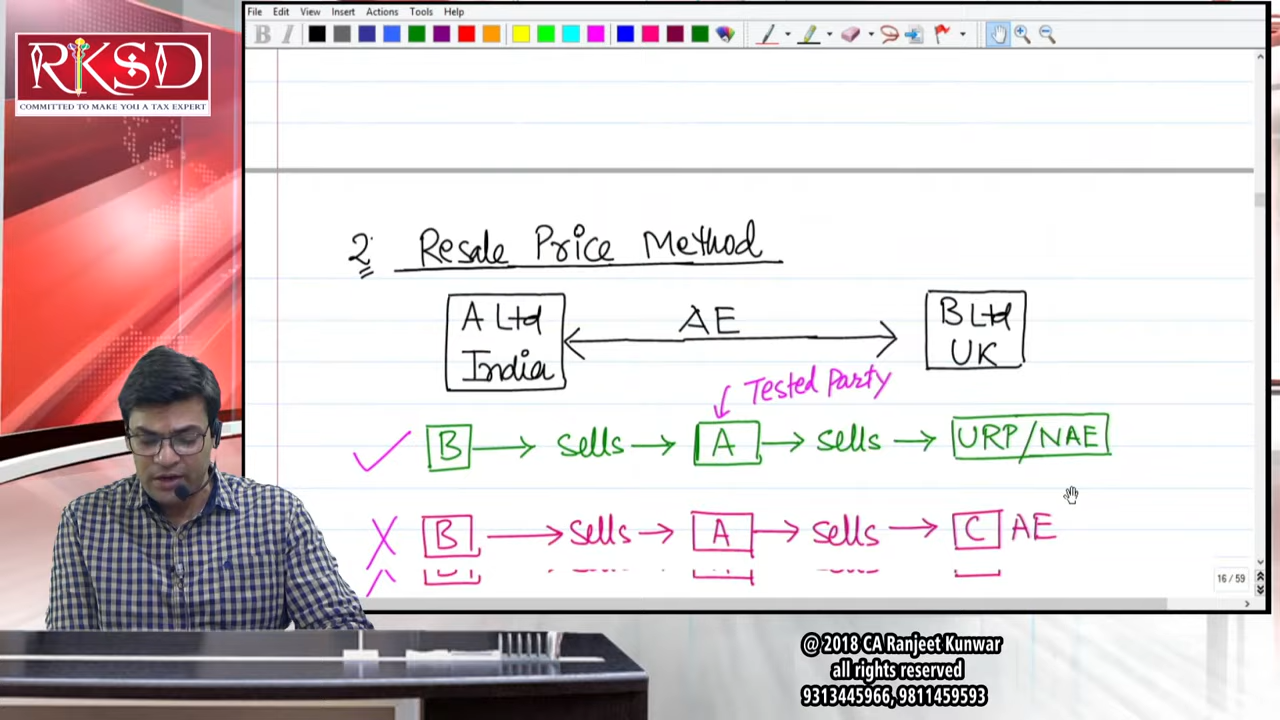 File Edit View Insert Actions Tools Help
RKSD
COMMITTED TO MAKE YOU A TAX EXPERT
B I
2. Resale Price Method
A Ltd India AE B Ltd UK
Tested Party
B → sells → A → sells → URP/NAE
B → sells → A → sells → C AE
16 / 59
@ 2018 CA Ranjeet Kunwar
all rights reserved
9313445966, 9811459593